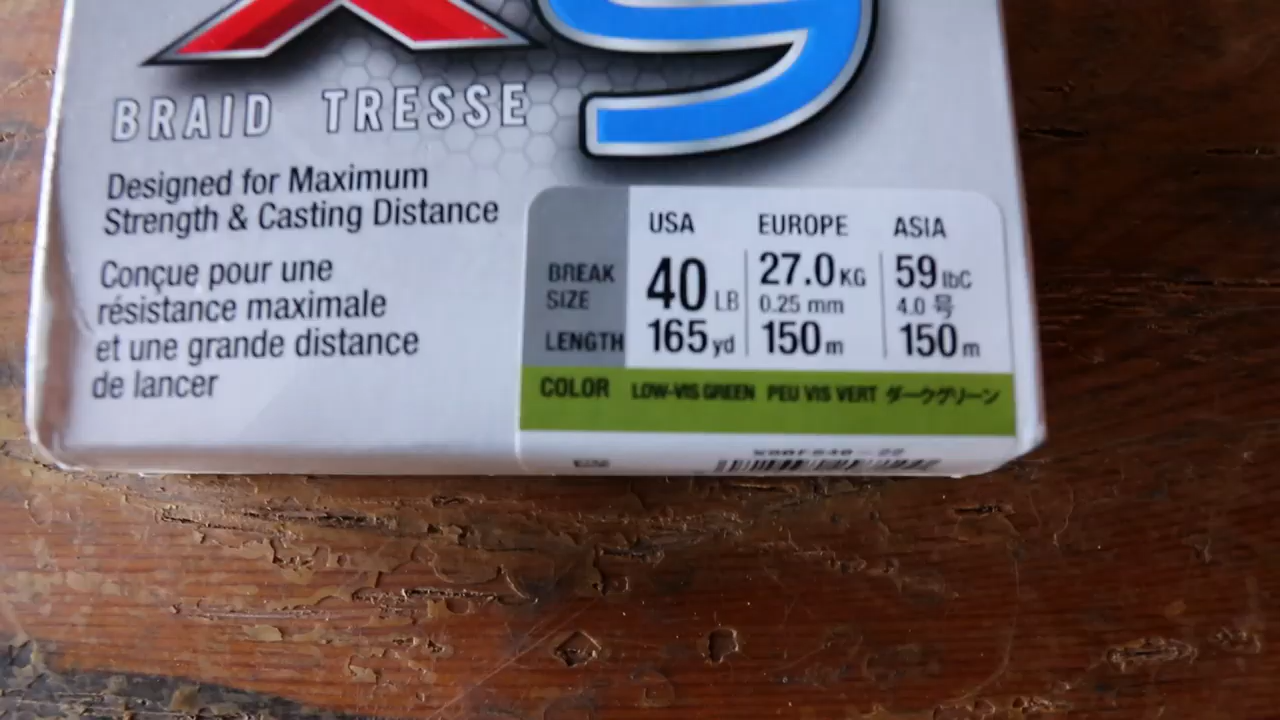 X9
BRAID TRESSE
Designed for Maximum
Strength & Casting Distance
Conçue pour une
résistance maximale
et une grande distance
de lancer
USA EUROPE ASIA
BREAK 40 LB 27.0 KG 59 lbC
SIZE 0.25 mm 4.0 号
LENGTH 165 yd 150 m 150 m
COLOR LOW-VIS GREEN PEU VIS VERT ダークグリーン